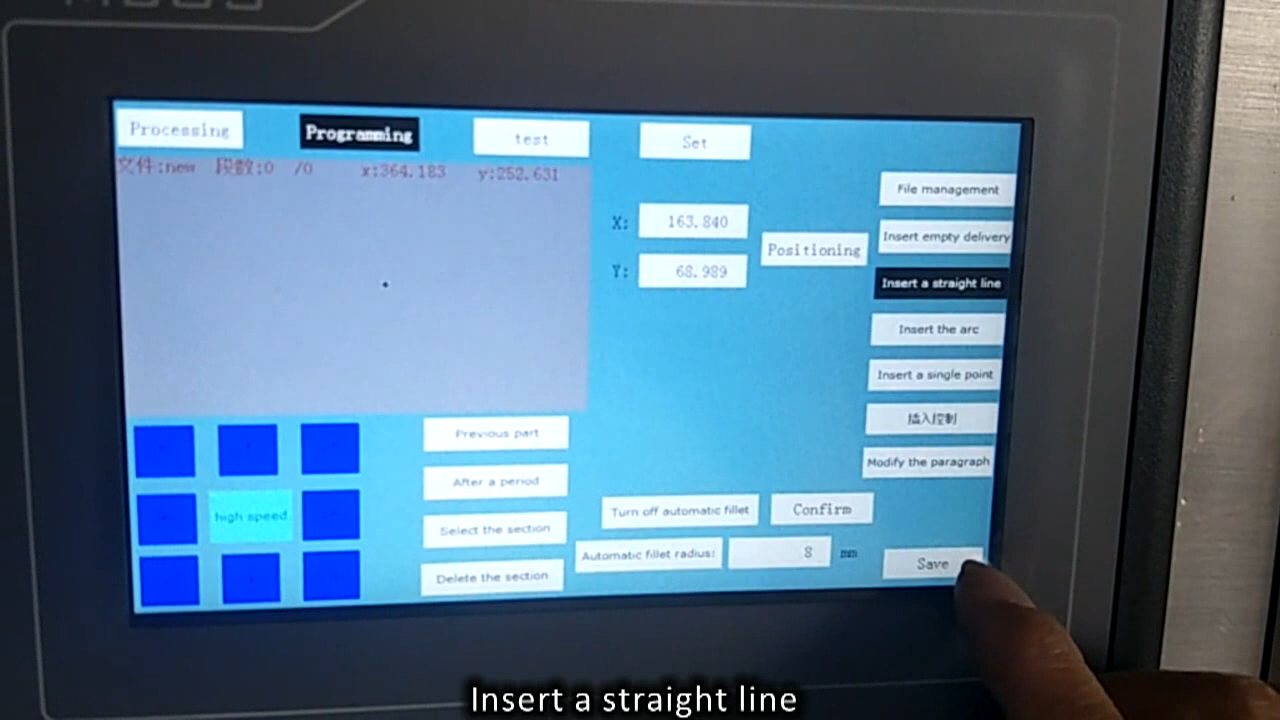 Processing
Programming
test
Set
文件:new 段数:0 /0 x:364.183 y:252.631
File management
X: 163.840
Insert empty delivery
Positioning
Y: 68.989
Insert a straight line
Insert the arc
Insert a single point
插入控制
Previous part
Modify the paragraph
After a period
high speed
Turn off automatic fillet
Confirm
Select the section
Automatic fillet radius: 8 mm
Save
Delete the section
Insert a straight line